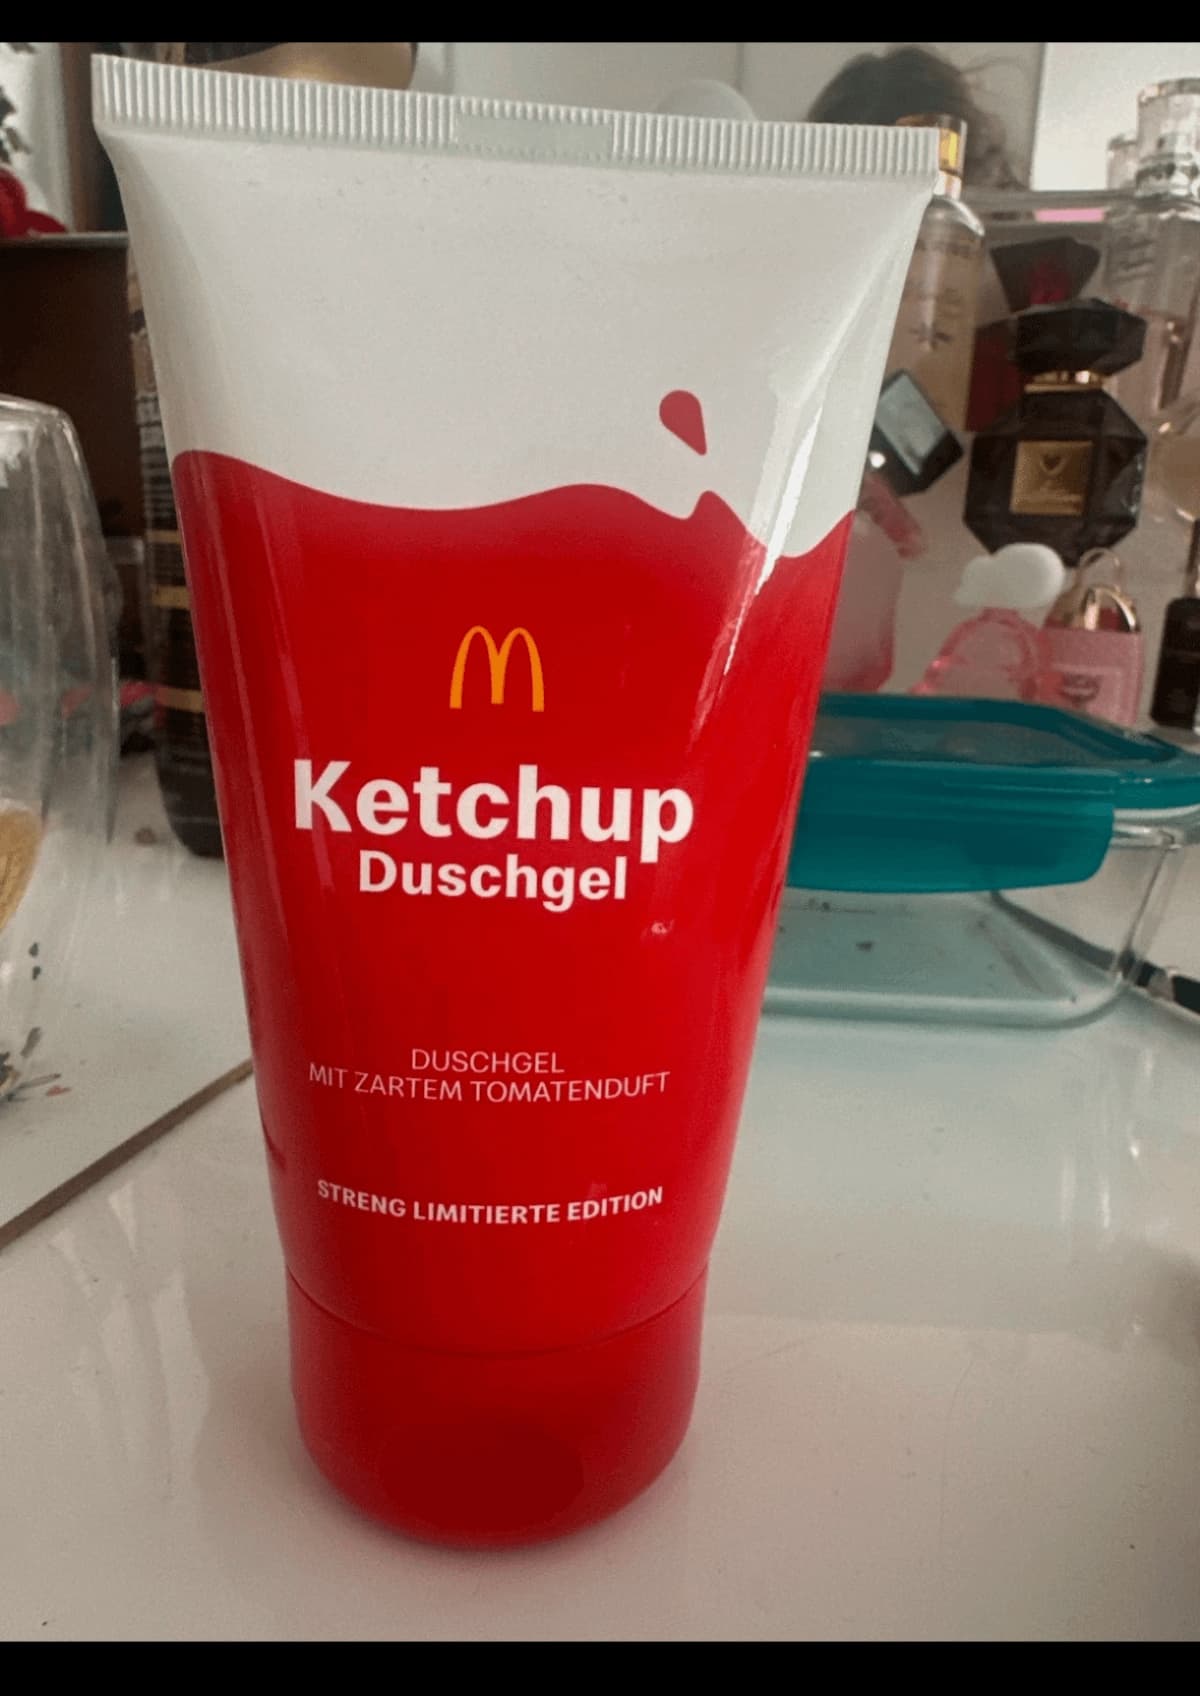 Ketchup
Duschgel
DUSCHGEL
MIT ZARTEM TOMATENDUFT
STRENG LIMITIERTE EDITION